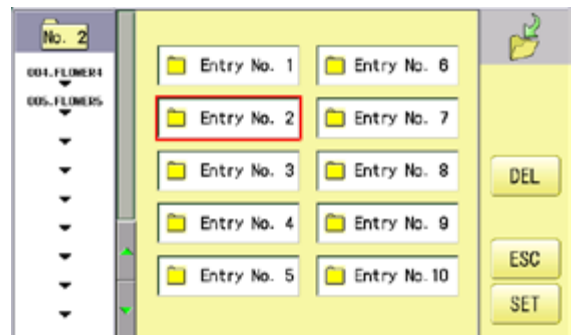 No. 2
004.FLOWER4
005.FLOWER5
Entry No. 1
Entry No. 2
Entry No. 3
Entry No. 4
Entry No. 5
Entry No. 6
Entry No. 7
Entry No. 8
Entry No. 9
Entry No.10
DEL
ESC
SET